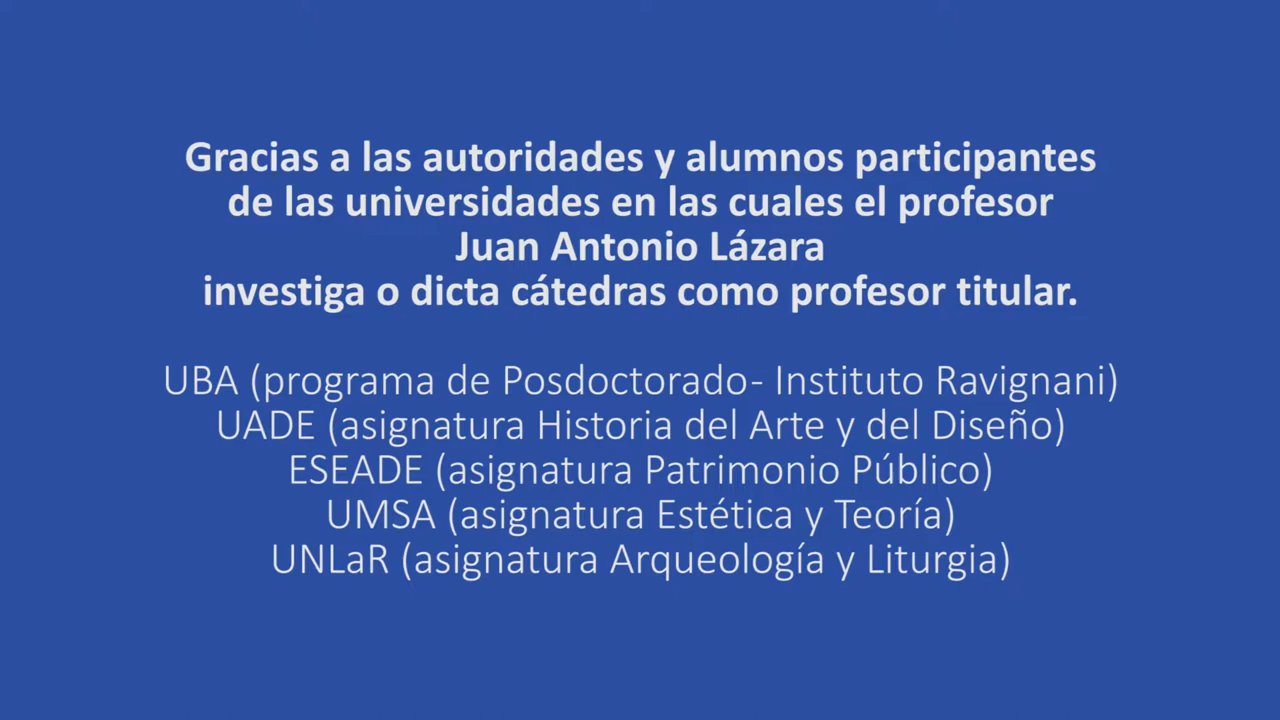 Gracias a las autoridades y alumnos participantes
de las universidades en las cuales el profesor
Juan Antonio Lázara
investiga o dicta cátedras como profesor titular.
UBA (programa de Posdoctorado- Instituto Ravignani)
UADE (asignatura Historia del Arte y del Diseño)
ESEADE (asignatura Patrimonio Público)
UMSA (asignatura Estética y Teoría)
UNLaR (asignatura Arqueología y Liturgia)